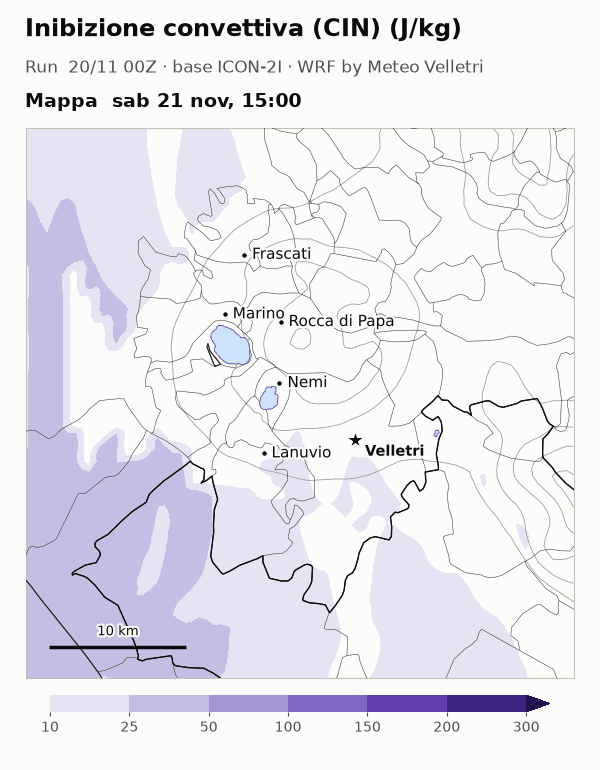 Inibizione convettiva (CIN) (J/kg)
Run  20/11 00Z · base ICON-2I · WRF by Meteo Velletri
Mappa  sab 21 nov, 15:00
Frascati
Marino
Rocca di Papa
Nemi
Velletri
Lanuvio
10 km
10 25 50 100 150 200 300